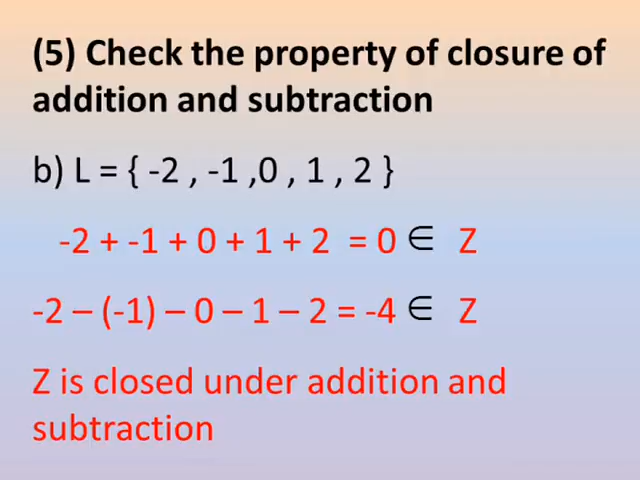 (5) Check the property of closure of
addition and subtraction
b) L = { -2 , -1 ,0 , 1 , 2 }
-2 + -1 + 0 + 1 + 2 = 0 ∈ Z
-2 – (-1) – 0 – 1 – 2 = -4 ∈ Z
Z is closed under addition and
subtraction